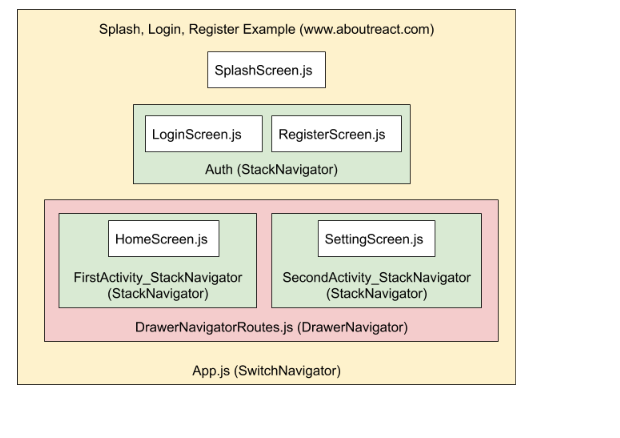 Splash, Login, Register Example (www.aboutreact.com)
SplashScreen.js
LoginScreen.js
RegisterScreen.js
Auth (StackNavigator)
HomeScreen.js
FirstActivity_StackNavigator
(StackNavigator)
SettingScreen.js
SecondActivity_StackNavigator
(StackNavigator)
DrawerNavigatorRoutes.js (DrawerNavigator)
App.js (SwitchNavigator)